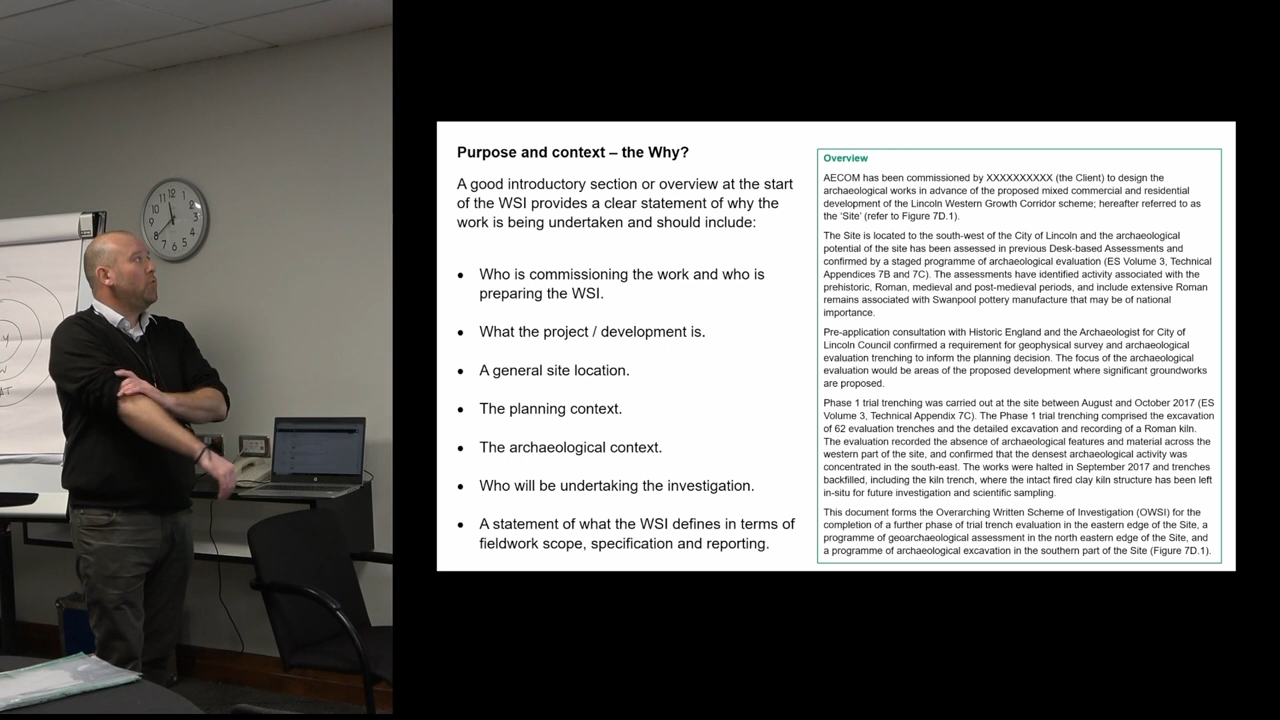 12
1
2
3
4
5
6
7
8
9
10
11
Y
W
AT
Purpose and context – the Why?
A good introductory section or overview at the start
of the WSI provides a clear statement of why the
work is being undertaken and should include:
• Who is commissioning the work and who is
preparing the WSI.
• What the project / development is.
• A general site location.
• The planning context.
• The archaeological context.
• Who will be undertaking the investigation.
• A statement of what the WSI defines in terms of
fieldwork scope, specification and reporting.
Overview
AECOM has been commissioned by XXXXXXXXXX (the Client) to design the
archaeological works in advance of the proposed mixed commercial and residential
development of the Lincoln Western Growth Corridor scheme; hereafter referred to as
the ‘Site’ (refer to Figure 7D.1).
The Site is located to the south-west of the City of Lincoln and the archaeological
potential of the site has been assessed in previous Desk-based Assessments and
confirmed by a staged programme of archaeological evaluation (ES Volume 3, Technical
Appendices 7B and 7C). The assessments have identified activity associated with the
prehistoric, Roman, medieval and post-medieval periods, and include extensive Roman
remains associated with Swanpool pottery manufacture that may be of national
importance.
Pre-application consultation with Historic England and the Archaeologist for City of
Lincoln Council confirmed a requirement for geophysical survey and archaeological
evaluation trenching to inform the planning decision. The focus of the archaeological
evaluation would be areas of the proposed development where significant groundworks
are proposed.
Phase 1 trial trenching was carried out at the site between August and October 2017 (ES
Volume 3, Technical Appendix 7C). The Phase 1 trial trenching comprised the excavation
of 62 evaluation trenches and the detailed excavation and recording of a Roman kiln.
The evaluation recorded the absence of archaeological features and material across the
western part of the site, and confirmed that the densest archaeological activity was
concentrated in the south-east. The works were halted in September 2017 and trenches
backfilled, including the kiln trench, where the intact fired clay kiln structure has been left
in-situ for future investigation and scientific sampling.
This document forms the Overarching Written Scheme of Investigation (OWSI) for the
completion of a further phase of trial trench evaluation in the eastern edge of the Site, a
programme of geoarchaeological assessment in the north eastern edge of the Site, and
a programme of archaeological excavation in the southern part of the Site (Figure 7D.1).